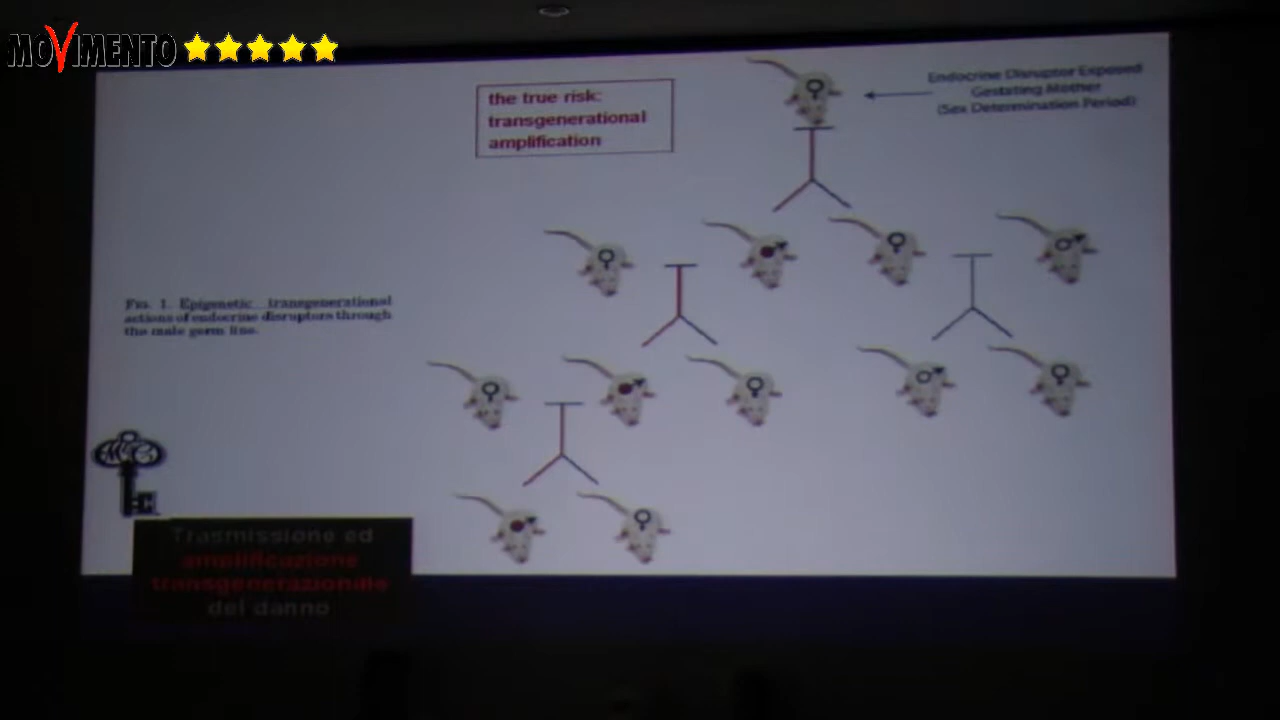 MOVIMENTO
the true risk:
transgenerational
amplification
Endocrine Disruptor Exposed
Gestating Mother
(Sex Determination Period)
FIG. 1. Epigenetic transgenerational
actions of endocrine disruptors through
the male germ line.
Trasmissione ed
amplificazione
transgenerazionale
del danno